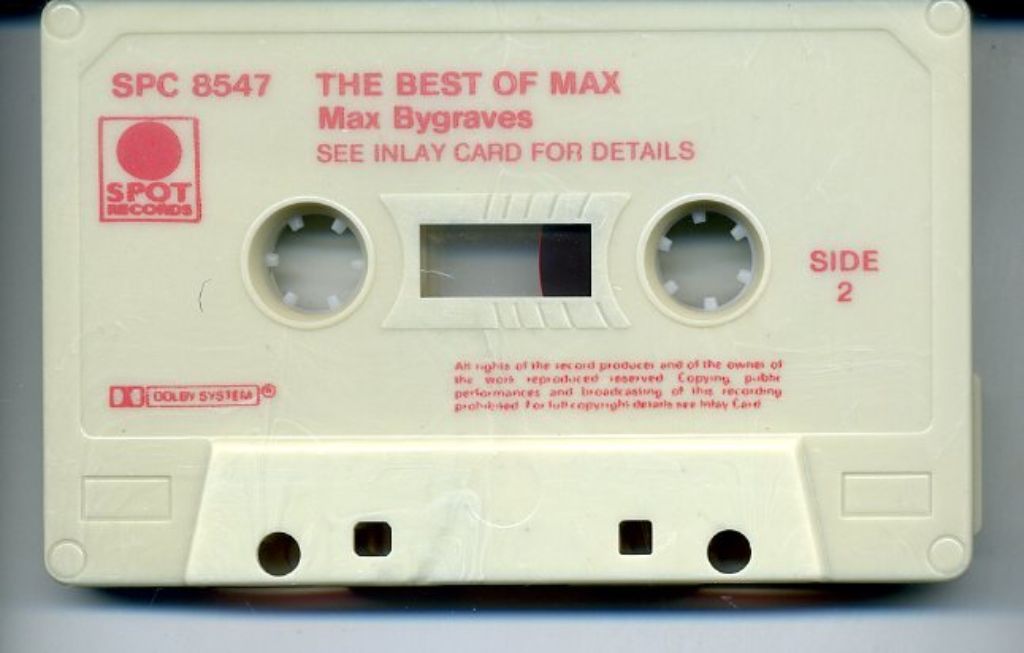 SPC 8547
THE BEST OF MAX
Max Bygraves
SEE INLAY CARD FOR DETAILS
SPOT
RECORDS
SIDE
2
DOLBY SYSTEM®
All rights of the record producer and of the owner of
the work reproduced reserved Copying public
performances and broadcasting of this recording
prohibited For full copyright details see Inlay Card